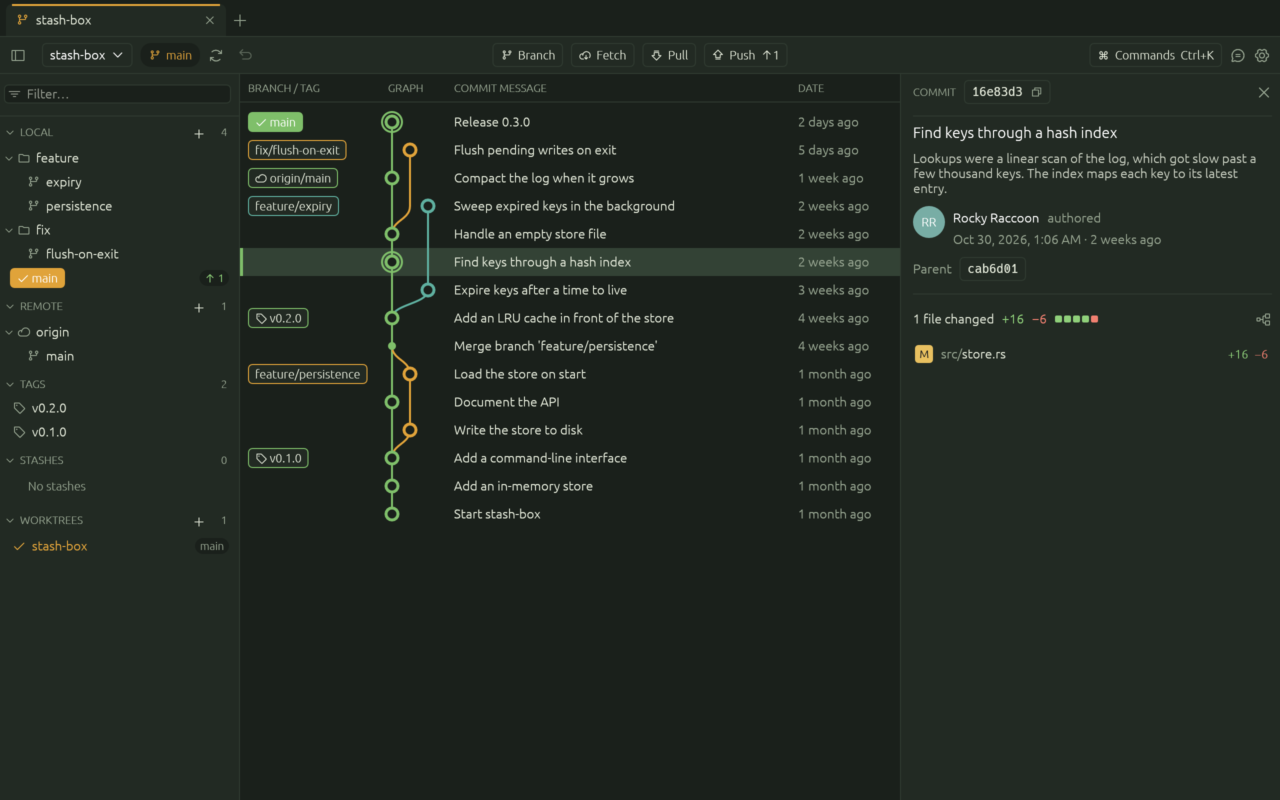 stash-box
stash-box main Branch Fetch Pull Push ↑1 ⌘ Commands Ctrl+K
Filter...
LOCAL 4
feature
expiry
persistence
fix
flush-on-exit
main ↑ 1
REMOTE 1
origin
main
TAGS 2
v0.2.0
v0.1.0
STASHES 0
No stashes
WORKTREES 1
stash-box main
BRANCH / TAG GRAPH COMMIT MESSAGE DATE
main Release 0.3.0 2 days ago
fix/flush-on-exit Flush pending writes on exit 5 days ago
origin/main Compact the log when it grows 1 week ago
feature/expiry Sweep expired keys in the background 2 weeks ago
Handle an empty store file 2 weeks ago
Find keys through a hash index 2 weeks ago
Expire keys after a time to live 3 weeks ago
v0.2.0 Add an LRU cache in front of the store 4 weeks ago
Merge branch 'feature/persistence' 4 weeks ago
feature/persistence Load the store on start 1 month ago
Document the API 1 month ago
Write the store to disk 1 month ago
v0.1.0 Add a command-line interface 1 month ago
Add an in-memory store 1 month ago
Start stash-box 1 month ago
COMMIT 16e83d3
Find keys through a hash index
Lookups were a linear scan of the log, which got slow past a
few thousand keys. The index maps each key to its latest
entry.
RR Rocky Raccoon authored
Oct 30, 2026, 1:06 AM · 2 weeks ago
Parent cab6d01
1 file changed +16 −6
M src/store.rs +16 −6